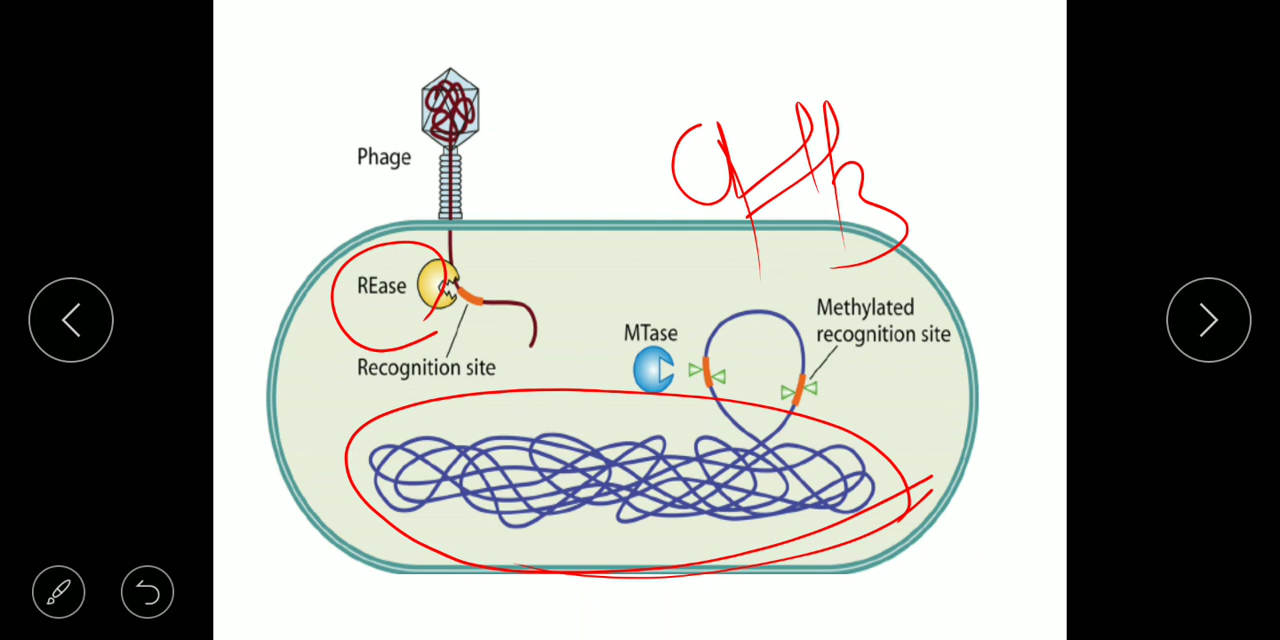 Phage
REase
Recognition site
MTase
Methylated
recognition site